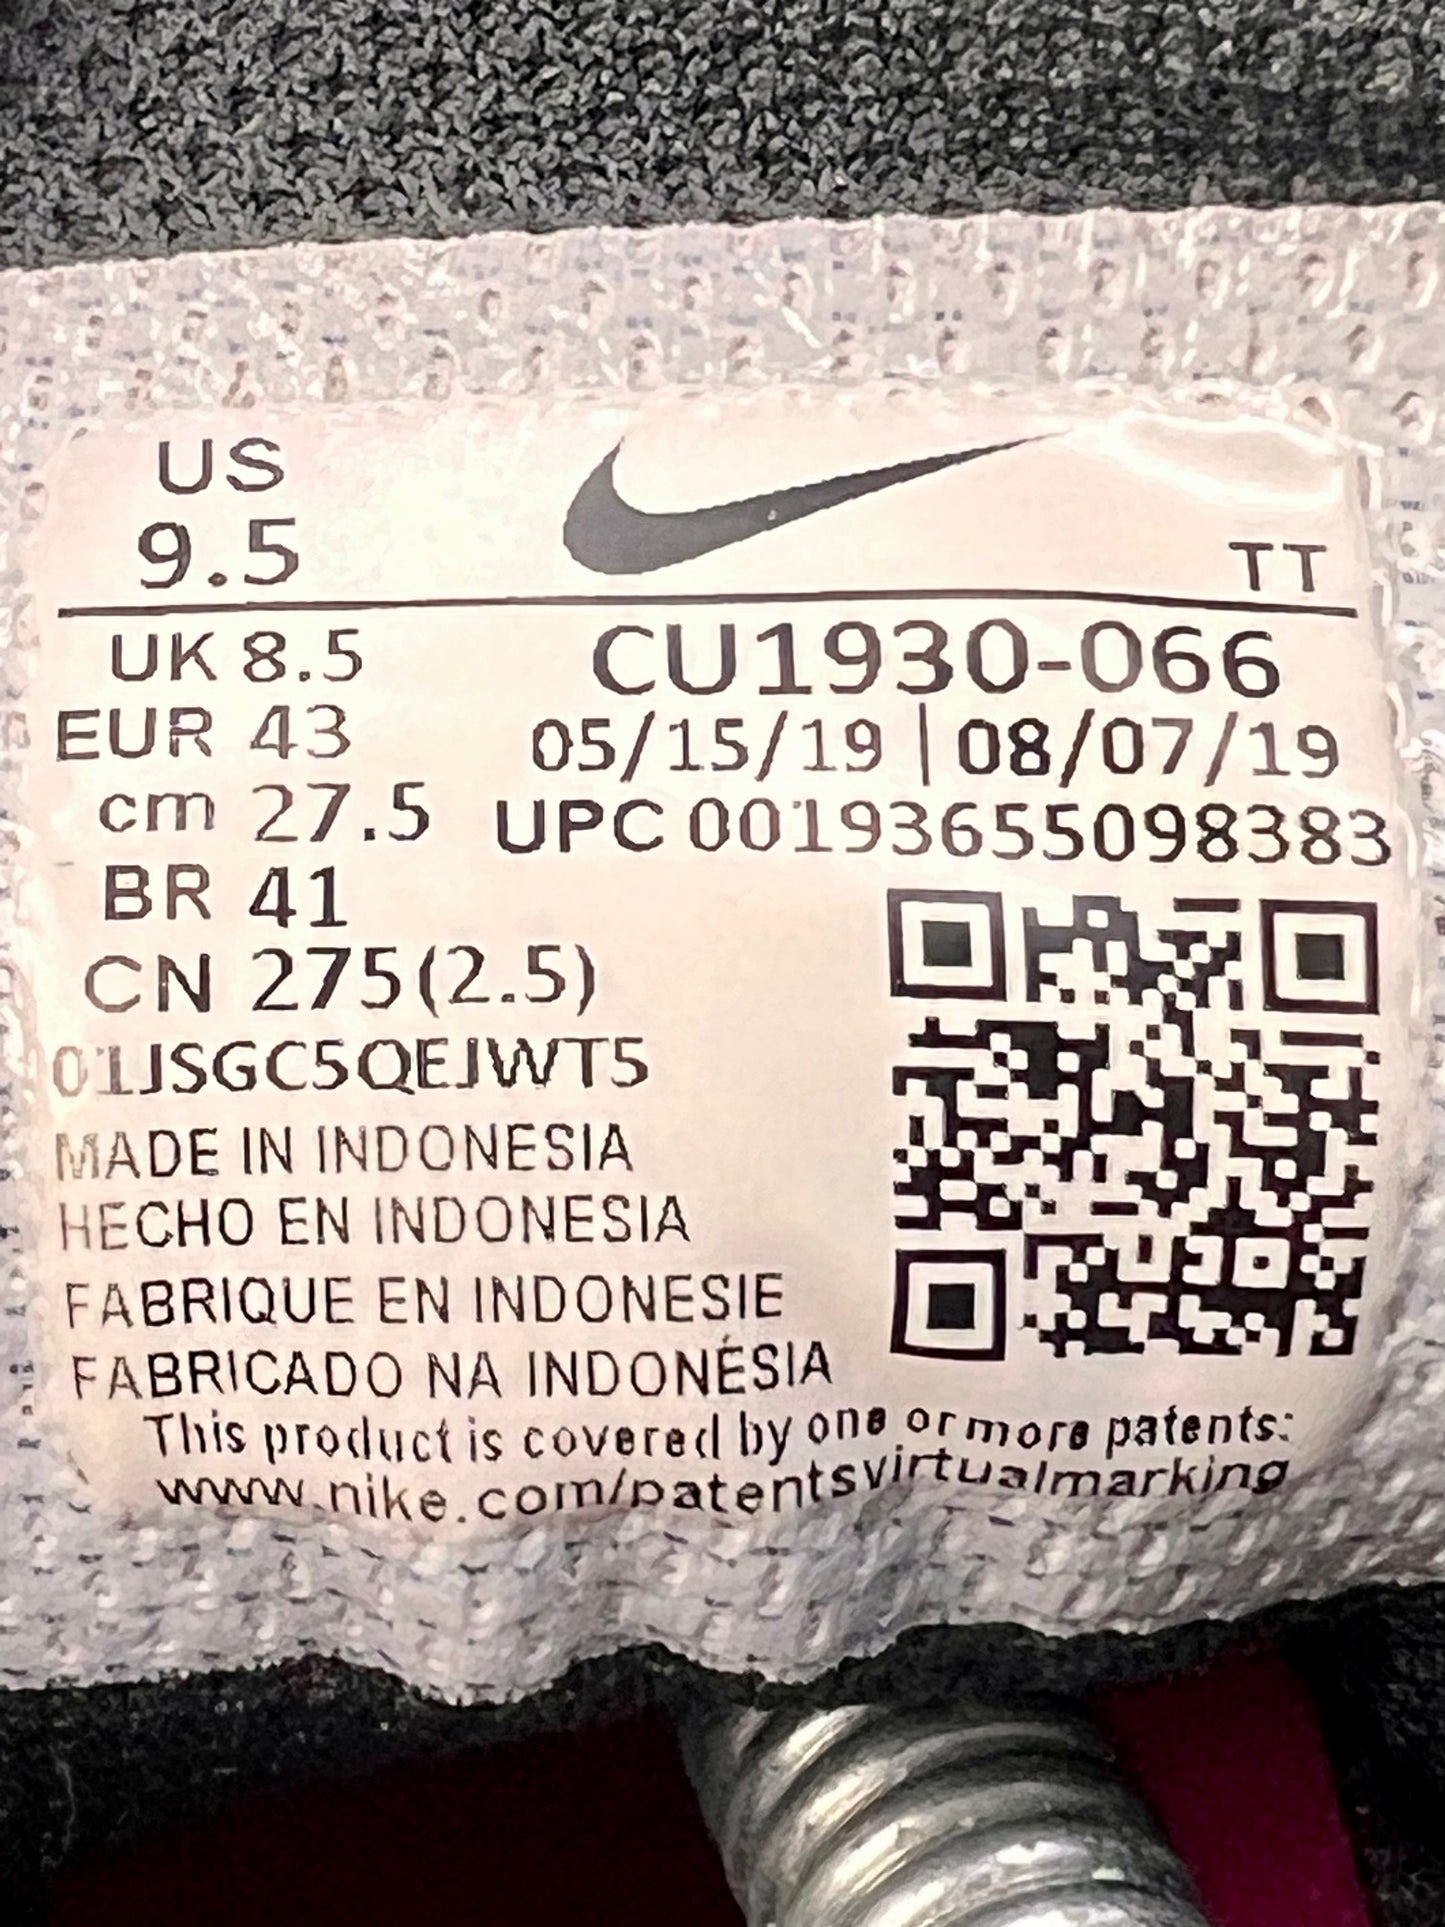 US
9.5
TT
UK 8.5
CU1930-066
EUR 43
05/15/19 | 08/07/19
cm 27.5
UPC 00193655098383
BR 41
CN 275(2.5)
01JSGC5QEJWT5
MADE IN INDONESIA
HECHO EN INDONESIA
FABRIQUE EN INDONESIE
FABRICADO NA INDONÉSIA
This product is covered by one or more patents:
www.nike.com/patentsvirtualmarking